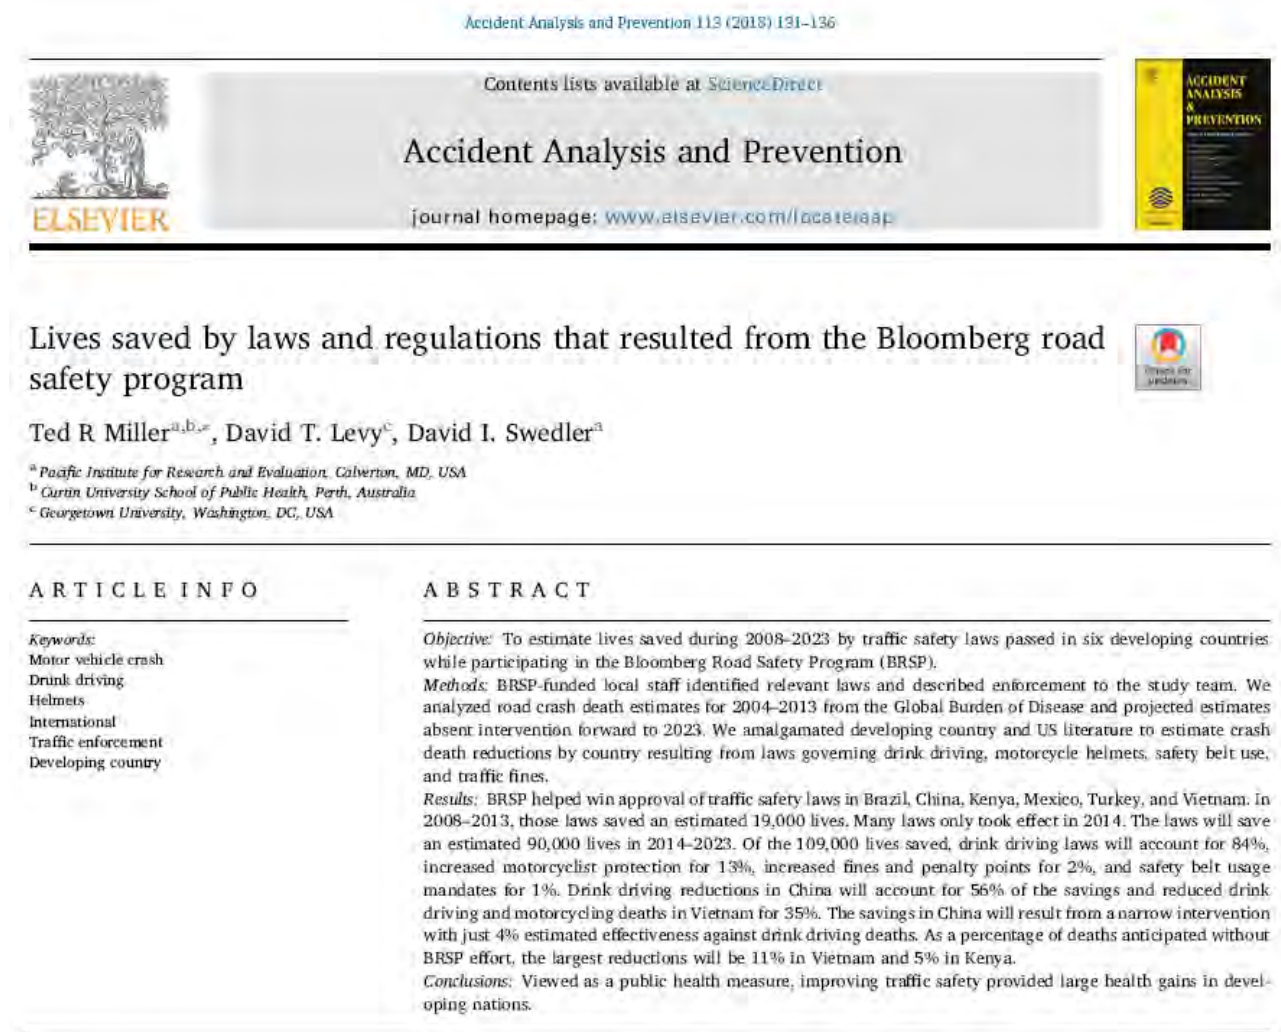 Accident Analysis and Prevention 113 (2018) 131–136
Contents lists available at ScienceDirect
Accident Analysis and Prevention
journal homepage: www.elsevier.com/locate/aap
ELSEVIER
ACCIDENT
ANALYSIS
&
PREVENTION
Lives saved by laws and regulations that resulted from the Bloomberg road
safety program
Check for
updates
Ted R Miller a,b,⁎, David T. Levy c, David I. Swedler a
a Pacific Institute for Research and Evaluation, Calverton, MD, USA
b Curtin University School of Public Health, Perth, Australia
c Georgetown University, Washington, DC, USA
ARTICLE INFO
Keywords:
Motor vehicle crash
Drunk driving
Helmets
International
Traffic enforcement
Developing country
ABSTRACT
Objective: To estimate lives saved during 2008–2023 by traffic safety laws passed in six developing countries
while participating in the Bloomberg Road Safety Program (BRSP).
Methods: BRSP-funded local staff identified relevant laws and described enforcement to the study team. We
analyzed road crash death estimates for 2004–2013 from the Global Burden of Disease and projected estimates
absent intervention forward to 2023. We amalgamated developing country and US literature to estimate crash
death reductions by country resulting from laws governing drink driving, motorcycle helmets, safety belt use,
and traffic fines.
Results: BRSP helped win approval of traffic safety laws in Brazil, China, Kenya, Mexico, Turkey, and Vietnam. In
2008–2013, those laws saved an estimated 19,000 lives. Many laws only took effect in 2014. The laws will save
an estimated 90,000 lives in 2014–2023. Of the 109,000 lives saved, drink driving laws will account for 84%,
increased motorcyclist protection for 13%, increased fines and penalty points for 2%, and safety belt usage
mandates for 1%. Drink driving reductions in China will account for 56% of the savings and reduced drink
driving and motorcycling deaths in Vietnam for 35%. The savings in China will result from a narrow intervention
with just 4% estimated effectiveness against drink driving deaths. As a percentage of deaths anticipated without
BRSP effort, the largest reductions will be 11% in Vietnam and 5% in Kenya.
Conclusions: Viewed as a public health measure, improving traffic safety provided large health gains in devel-
oping nations.